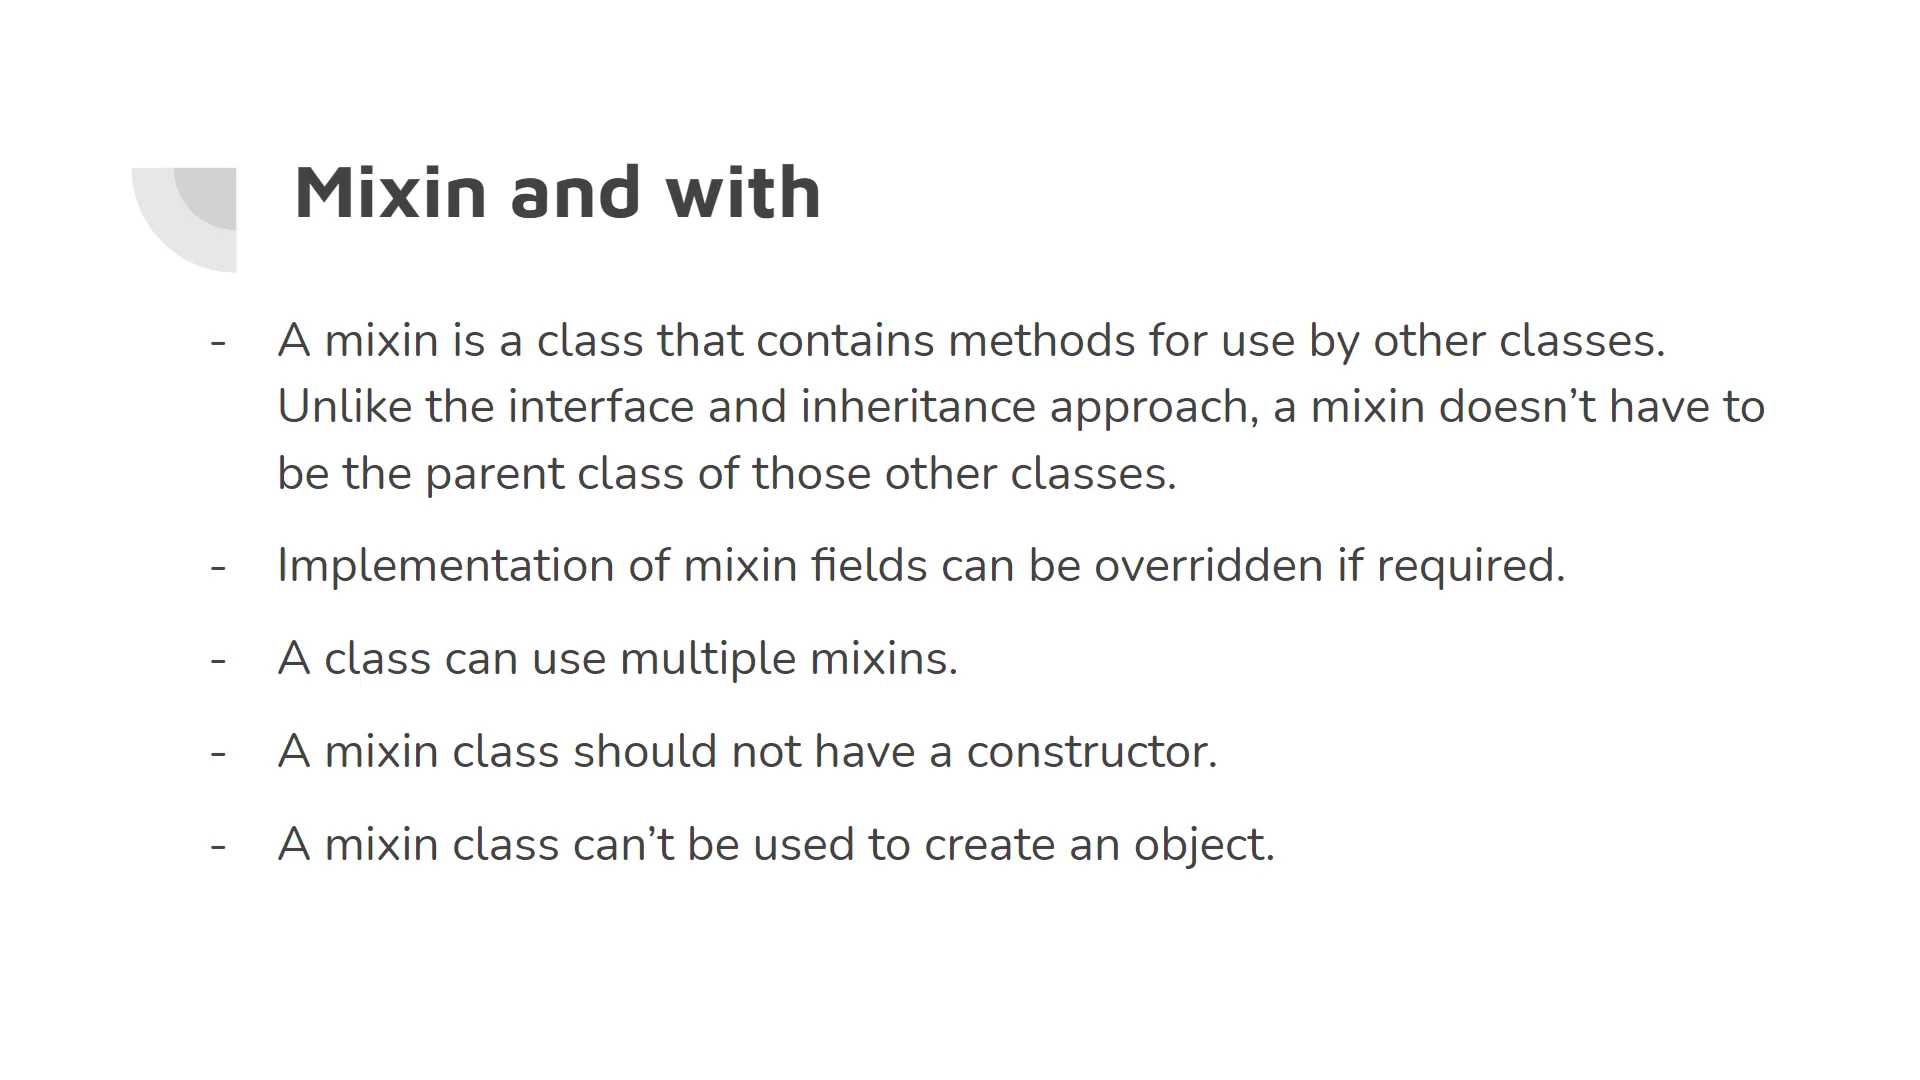 Mixin and with
- A mixin is a class that contains methods for use by other classes.
Unlike the interface and inheritance approach, a mixin doesn’t have to
be the parent class of those other classes.
- Implementation of mixin fields can be overridden if required.
- A class can use multiple mixins.
- A mixin class should not have a constructor.
- A mixin class can’t be used to create an object.